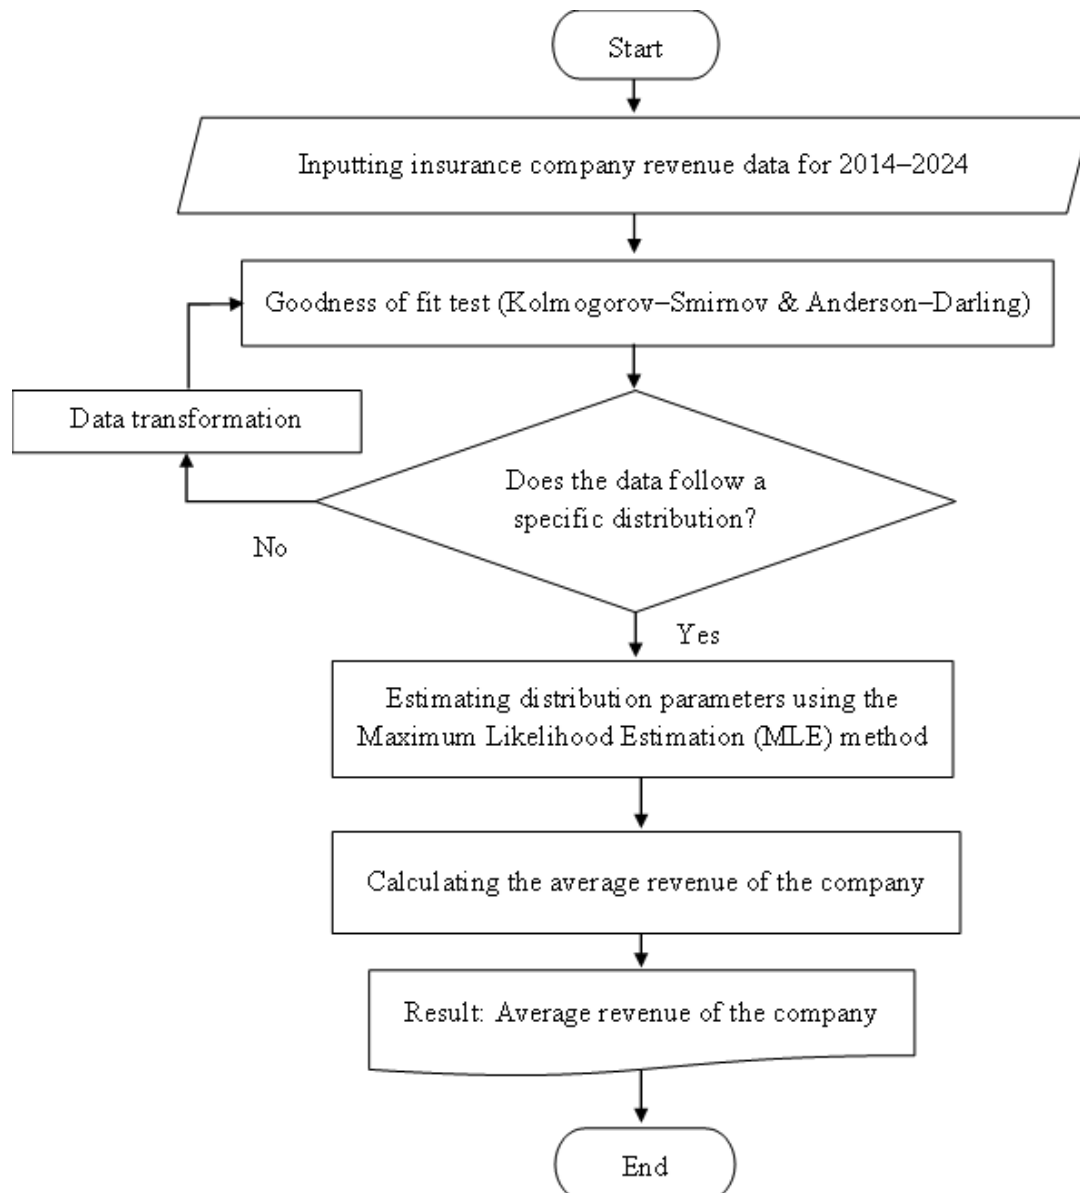 Start
Inputting insurance company revenue data for 2014–2024
Goodness of fit test (Kolmogorov–Smirnov & Anderson–Darling)
Data transformation
Does the data follow a
specific distribution?
No
Yes
Estimating distribution parameters using the
Maximum Likelihood Estimation (MLE) method
Calculating the average revenue of the company
Result: Average revenue of the company
End